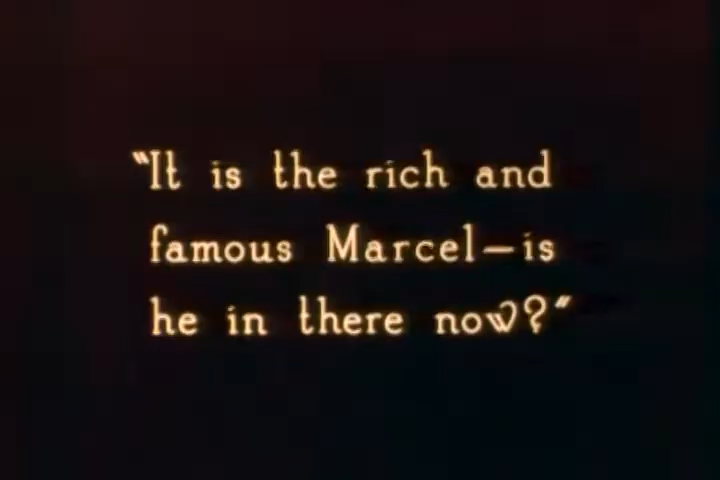 "It is the rich and
famous Marcel—is
he in there now?"